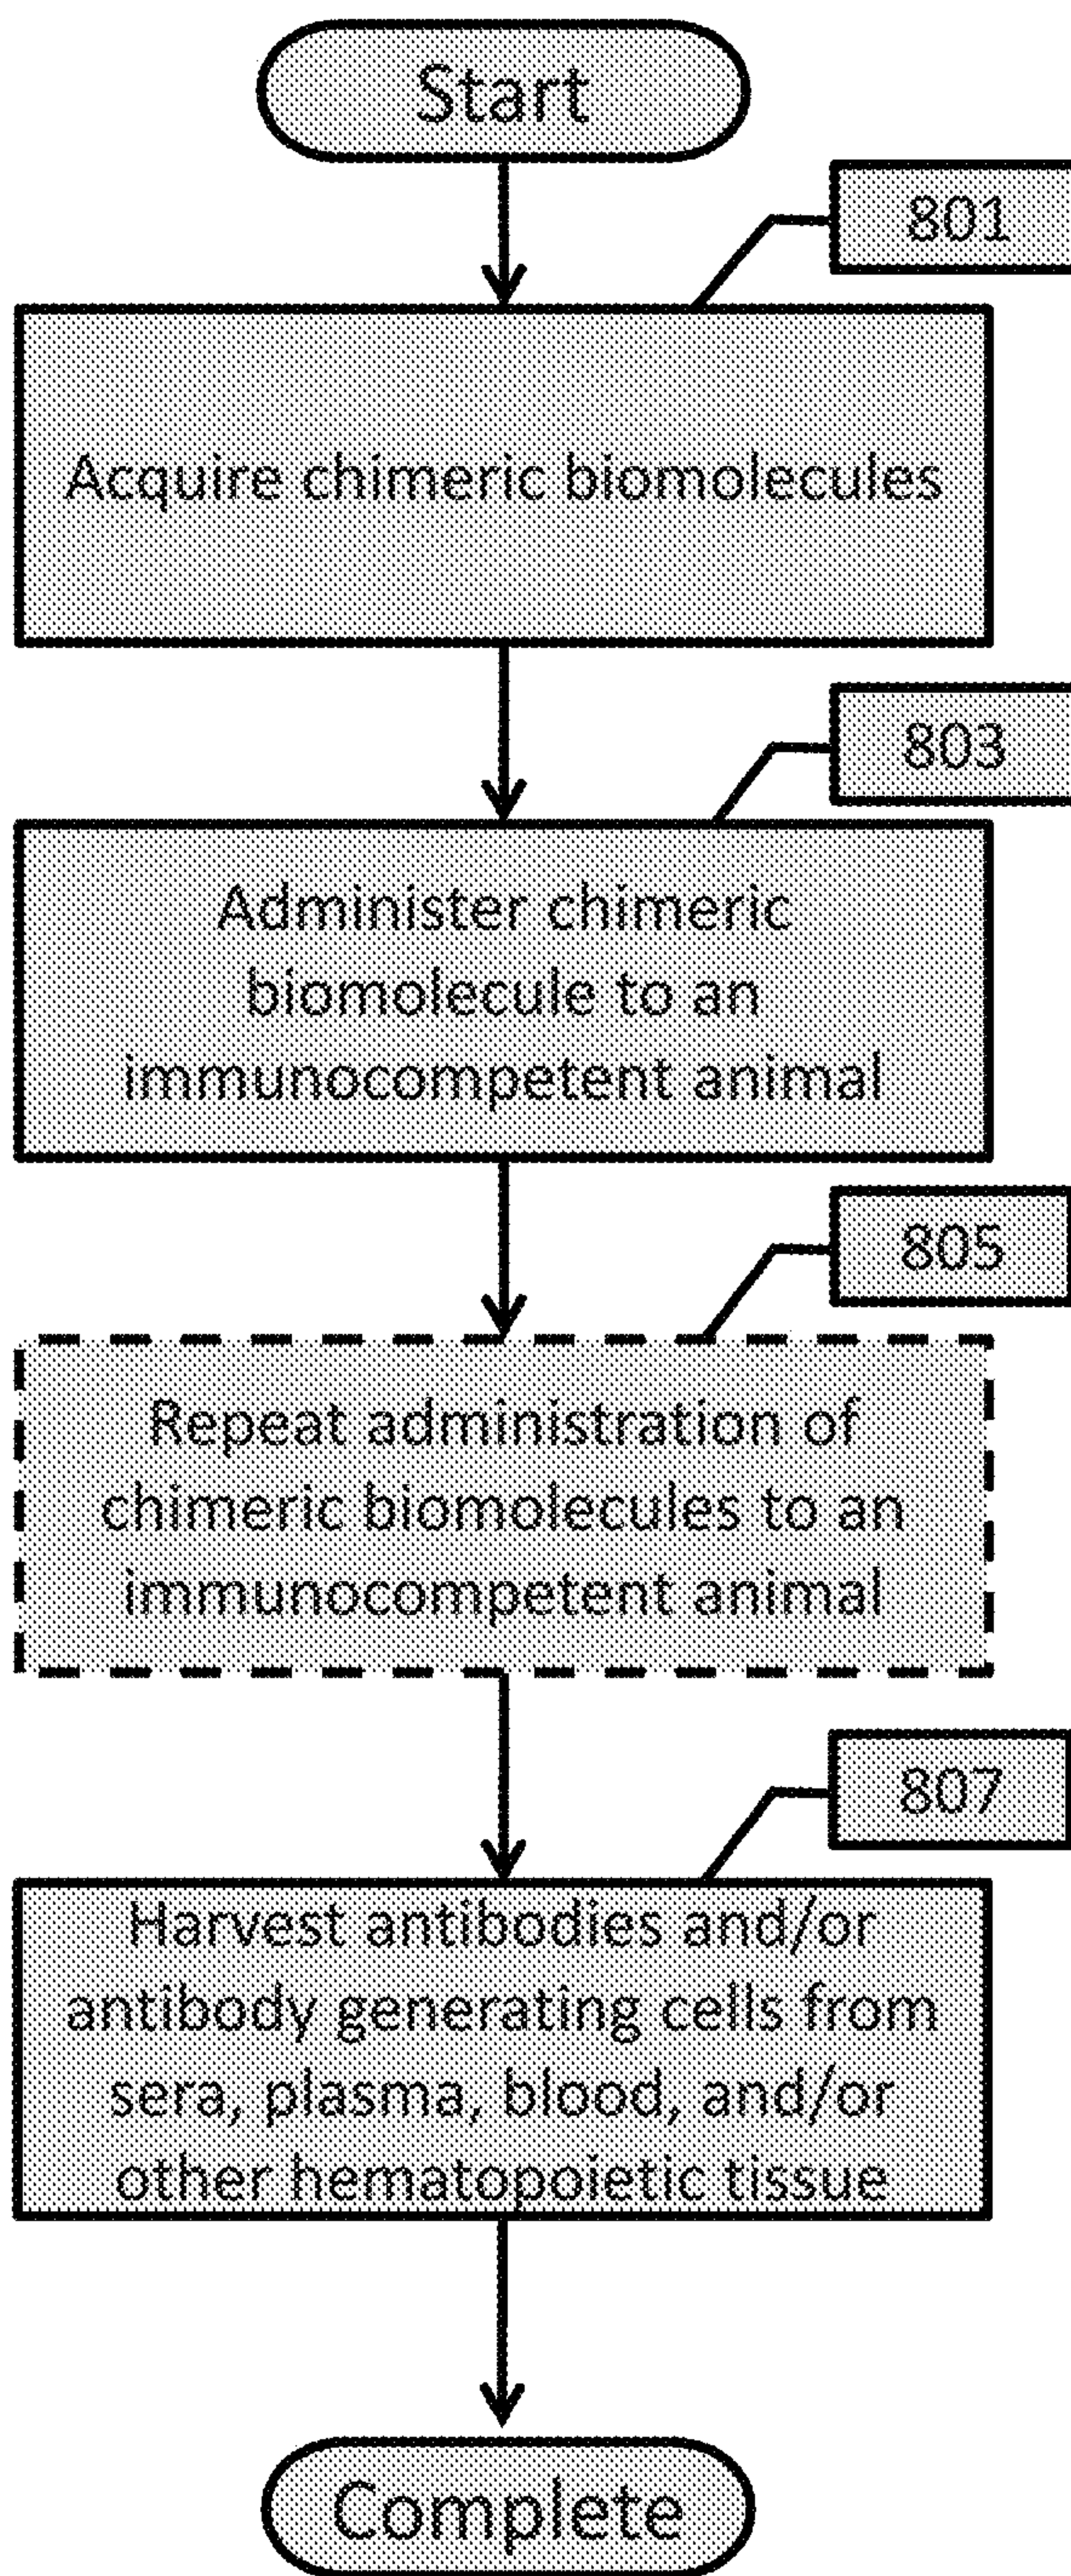 Start
801
Acquire chimeric biomolecules
803
Administer chimeric
biomolecule to an
immunocompetent animal
805
Repeat administration of
chimeric biomolecules to an
immunocompetent animal
807
Harvest antibodies and/or
antibody generating cells from
sera, plasma, blood, and/or
other hematopoietic tissue
Complete